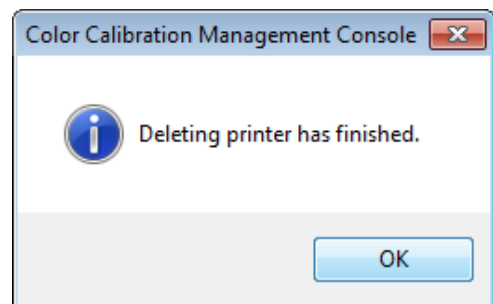 Color Calibration Management Console
Deleting printer has finished.
OK